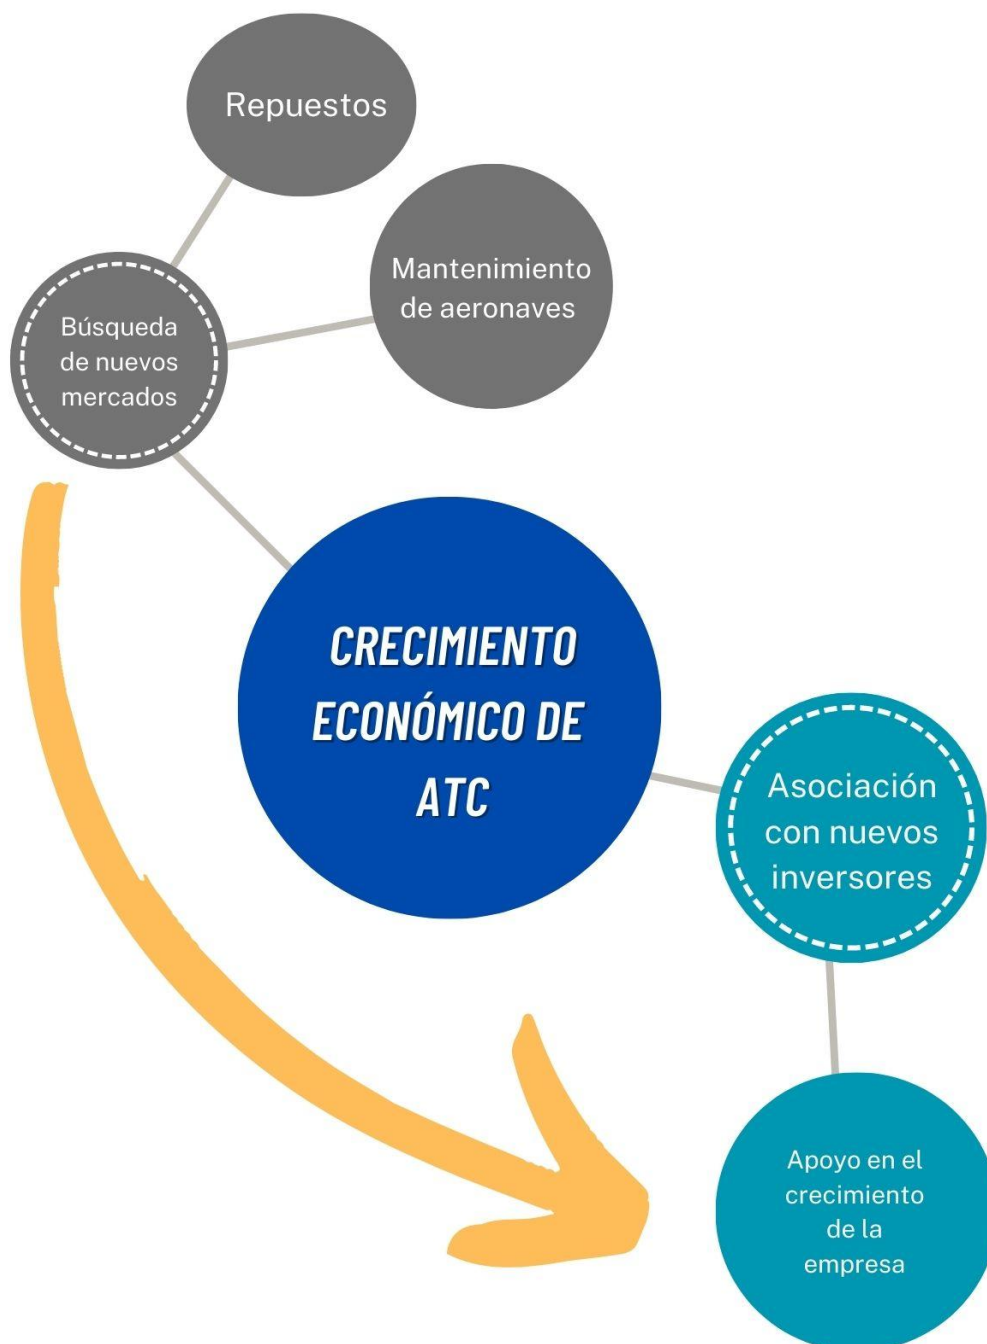 Repuestos
Mantenimiento
de aeronaves
Búsqueda
de nuevos
mercados
CRECIMIENTO
ECONÓMICO DE
ATC
Asociación
con nuevos
inversores
Apoyo en el
crecimiento
de la
empresa